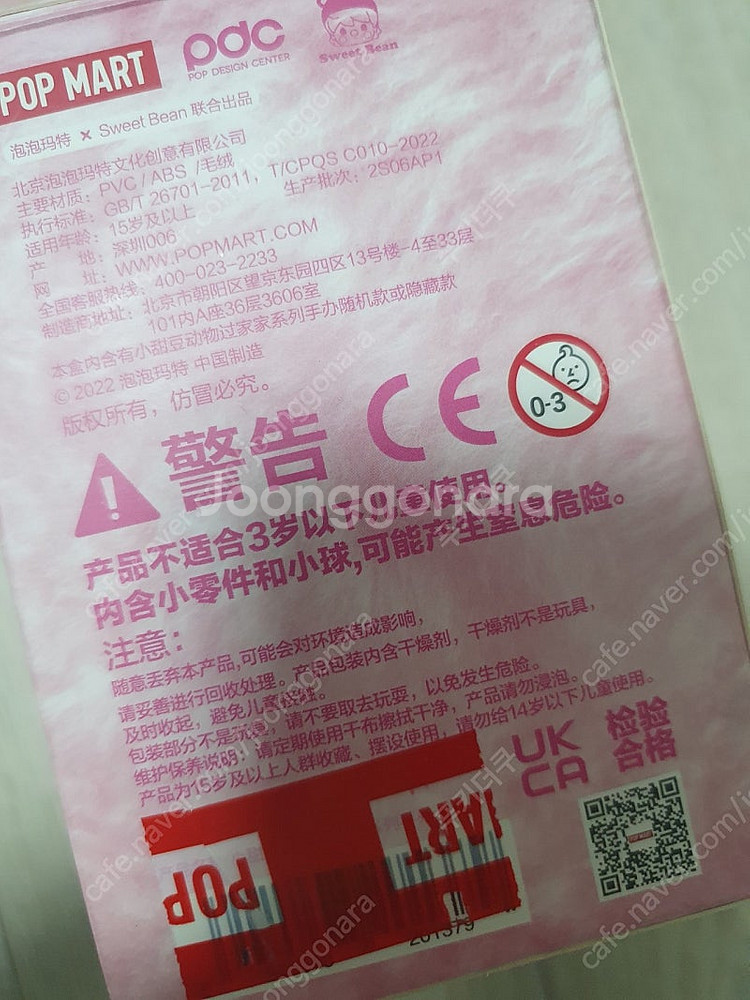 POP MART
pdc
POP DESIGN CENTER
Sweet Bean
泡泡玛特 × Sweet Bean 联合出品
北京泡泡玛特文化创意有限公司
主要材质：PVC / ABS /毛绒
执行标准：GB/T 26701-2011，T/CPQS C010-2022
适用年龄：15岁及以上 生产批次：2S06AP1
产 地：深圳006
网 址：WWW.POPMART.COM
全国客服热线：400-023-2233
制造商地址：北京市朝阳区望京东园四区13号楼-4至33层
101内A座36层3606室
本盒内含有小甜豆动物过家家系列手办随机款或隐藏款
© 2022 泡泡玛特 中国制造
版权所有，仿冒必究。
警告
CE
0-3
产品不适合3岁以下儿童使用。
内含小零件和小球,可能产生窒息危险。
注意：
随意丢弃本产品,可能会对环境造成影响，
请妥善进行回收处理。产品包装内含干燥剂，干燥剂不是玩具，
及时收起，避免儿童接触。
包装部分不是玩具，请不要取去玩耍，以免发生危险。
维护保养说明：请定期使用干布擦拭干净，产品请勿浸泡。
产品为15岁及以上人群收藏、摆设使用，请勿给14岁以下儿童使用。
UK
CA
检验
合格
POP MART
POP
MART
201379
Joonggonara
cafe.naver.com